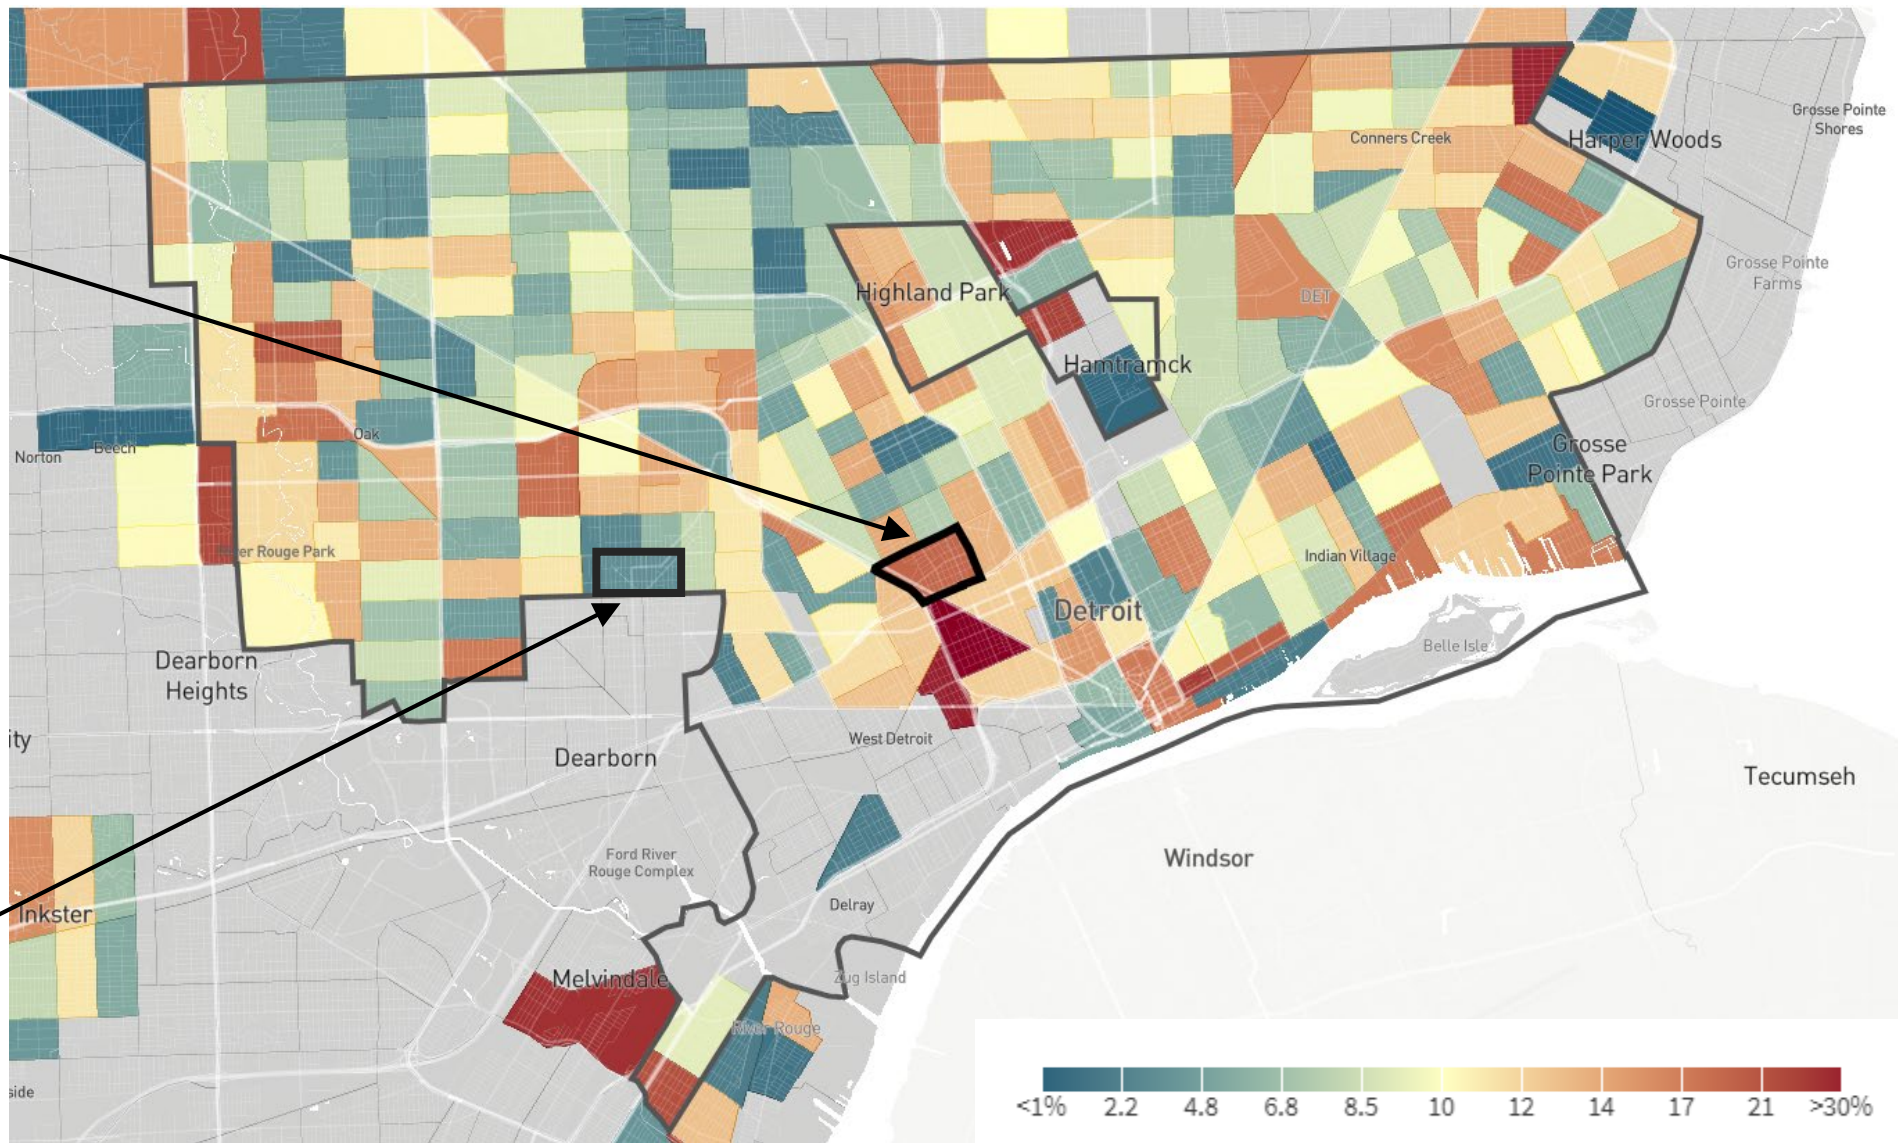 Grosse Pointe
Shores
Conners Creek
Harper Woods
Grosse Pointe
Farms
Highland Park
DET
Hamtramck
Grosse Pointe
Oak
Beech
Norton
Grosse
Pointe Park
River Rouge Park
Indian Village
Detroit
Belle Isle
Dearborn
Heights
ity
West Detroit
Dearborn
Tecumseh
Windsor
Ford River
Rouge Complex
Inkster
Delray
Zug Island
Melvindale
River Rouge
side
<1% 2.2 4.8 6.8 8.5 10 12 14 17 21 >30%